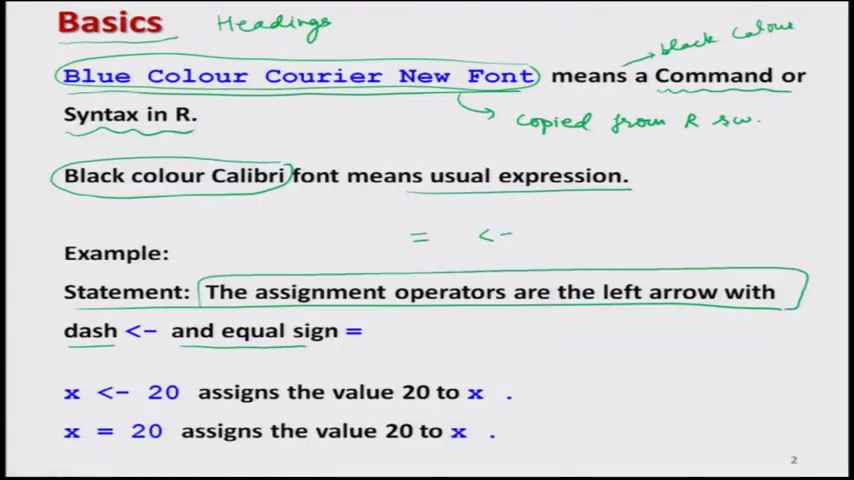 Basics Headings
black Colour
Blue Colour Courier New Font means a Command or
Syntax in R. copied from R sw.
Black colour Calibri font means usual expression.
= <-
Example:
Statement: The assignment operators are the left arrow with
dash <- and equal sign =
x <- 20 assigns the value 20 to x .
x = 20 assigns the value 20 to x .
2